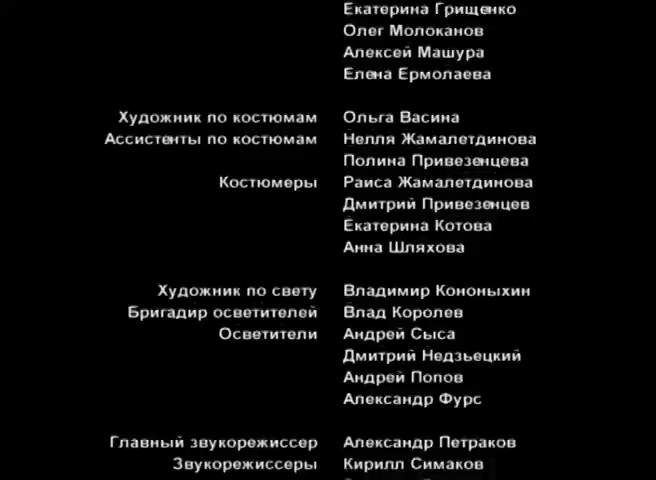 Екатерина Грищенко
Олег Молоканов
Алексей Машура
Елена Ермолаева
Художник по костюмам Ольга Васина
Ассистенты по костюмам Нелля Жамалетдинова
Полина Привезенцева
Костюмеры Раиса Жамалетдинова
Дмитрий Привезенцев
Екатерина Котова
Анна Шляхова
Художник по свету Владимир Кононыхин
Бригадир осветителей Влад Королев
Осветители Андрей Сыса
Дмитрий Недзьецкий
Андрей Попов
Александр Фурс
Главный звукорежиссер Александр Петраков
Звукорежиссеры Кирилл Симаков